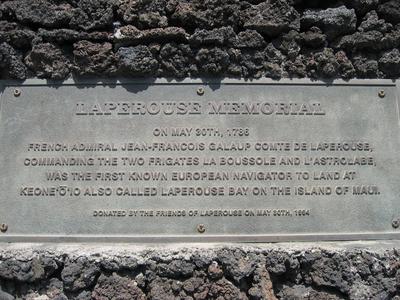 LAPEROUSE MEMORIAL
ON MAY 30TH, 1786
FRENCH ADMIRAL JEAN-FRANCOIS GALAUP COMTE DE LAPEROUSE,
COMMANDING THE TWO FRIGATES LA BOUSSOLE AND L'ASTROLABE,
WAS THE FIRST KNOWN EUROPEAN NAVIGATOR TO LAND AT
KEONE'Ō'IO ALSO CALLED LAPEROUSE BAY ON THE ISLAND OF MAUI.
DONATED BY THE FRIENDS OF LAPEROUSE ON MAY 30TH, 1994